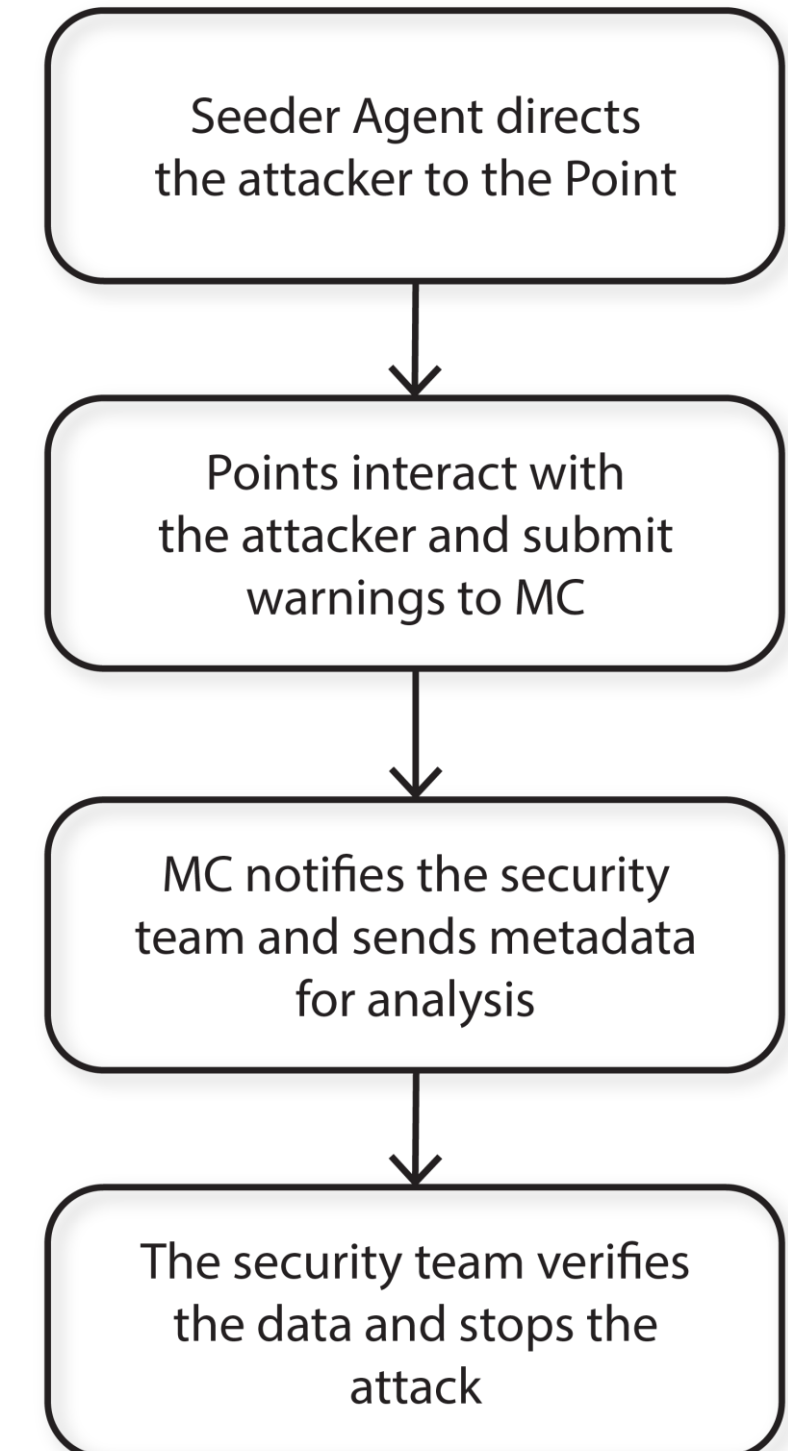 Seeder Agent directs
the attacker to the Point
Points interact with
the attacker and submit
warnings to MC
MC notifies the security
team and sends metadata
for analysis
The security team verifies
the data and stops the
attack